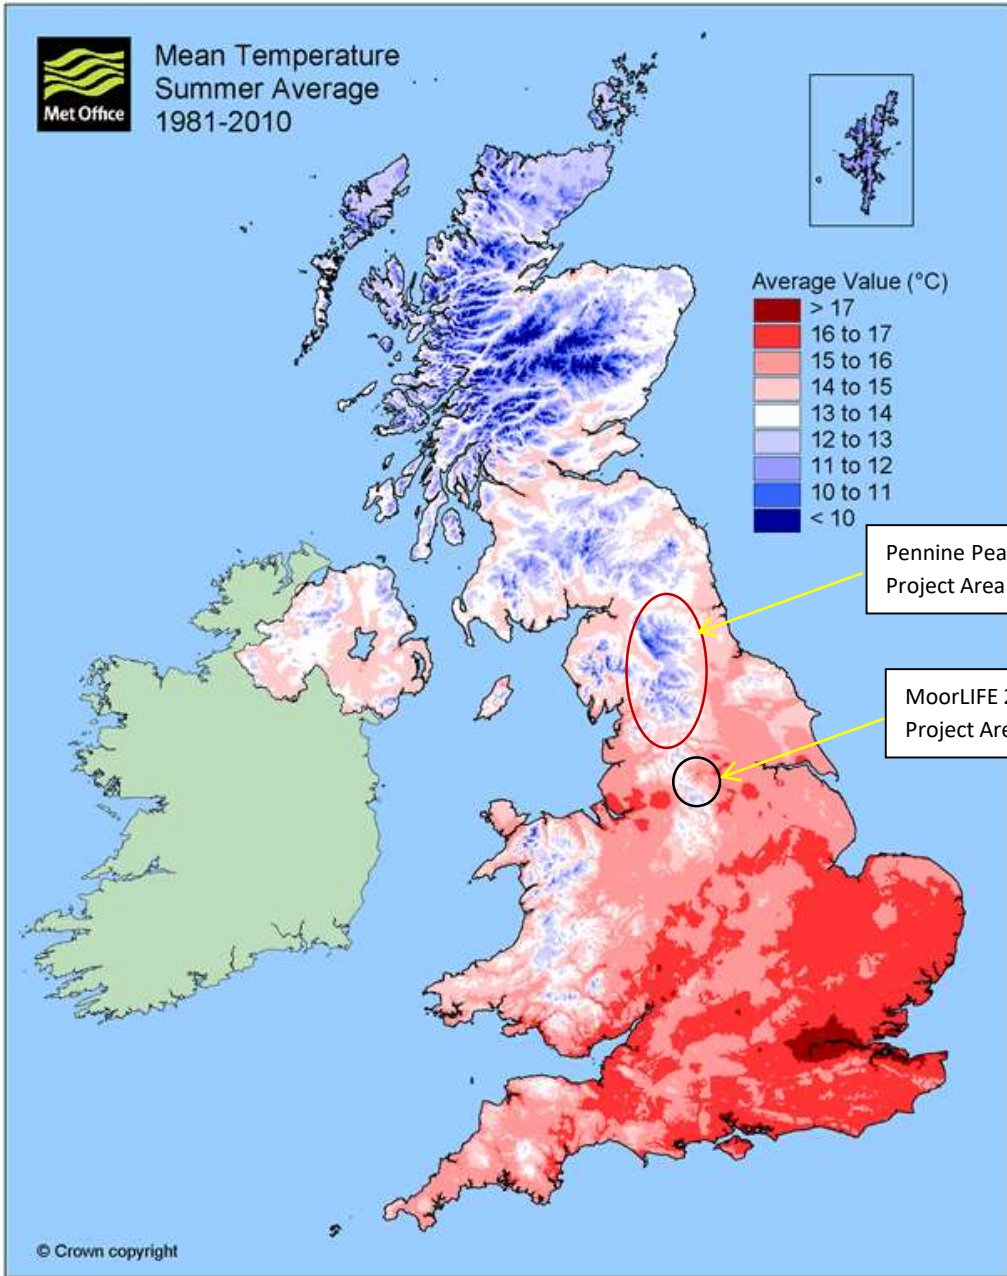 Met Office
Mean Temperature
Summer Average
1981-2010
Average Value (°C)
> 17
16 to 17
15 to 16
14 to 15
13 to 14
12 to 13
11 to 12
10 to 11
< 10
Pennine Pea
Project Area
MoorLIFE 2
Project Are
© Crown copyright